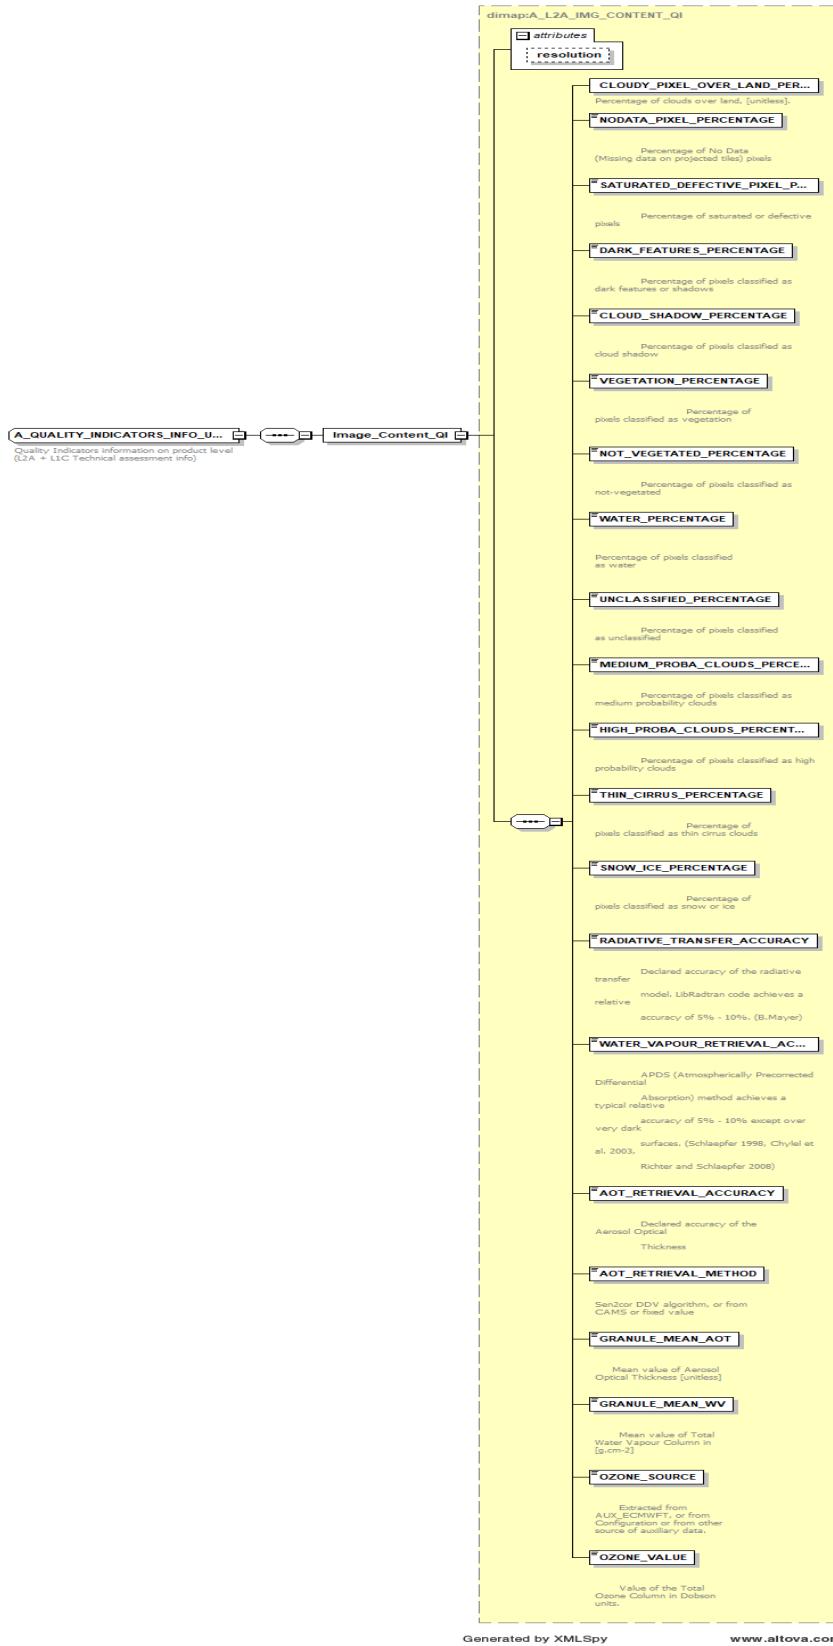 dimap:A_L2A_IMG_CONTENT_QI
attributes
resolution
CLOUDY_PIXEL_OVER_LAND_PER...
Percentage of clouds over land, [unitless].
NODATA_PIXEL_PERCENTAGE
Percentage of No Data
(Missing data on projected tiles) pixels
SATURATED_DEFECTIVE_PIXEL_P...
Percentage of saturated or defective
pixels
DARK_FEATURES_PERCENTAGE
Percentage of pixels classified as
dark features or shadows
CLOUD_SHADOW_PERCENTAGE
Percentage of pixels classified as
cloud shadow
VEGETATION_PERCENTAGE
Percentage of
pixels classified as vegetation
A_QUALITY_INDICATORS_INFO_U...
Quality Indicators information on product level
(L2A + L1C Technical assessment info)
Image_Content_QI
NOT_VEGETATED_PERCENTAGE
Percentage of pixels classified as
not-vegetated
WATER_PERCENTAGE
Percentage of pixels classified
as water
UNCLASSIFIED_PERCENTAGE
Percentage of pixels classified
as unclassified
MEDIUM_PROBA_CLOUDS_PERCE...
Percentage of pixels classified as
medium probability clouds
HIGH_PROBA_CLOUDS_PERCENT...
Percentage of pixels classified as high
probability clouds
THIN_CIRRUS_PERCENTAGE
Percentage of
pixels classified as thin cirrus clouds
SNOW_ICE_PERCENTAGE
Percentage of
pixels classified as snow or ice
RADIATIVE_TRANSFER_ACCURACY
Declared accuracy of the radiative
transfer
model. LibRadtran code achieves a
relative
accuracy of 5% - 10%. (B.Mayer)
WATER_VAPOUR_RETRIEVAL_AC...
APDS (Atmospherically Precorrected
Differential
Absorption) method achieves a
typical relative
accuracy of 5% - 10% except over
very dark
surfaces. (Schlaepfer 1998, Chylel et
al. 2003,
Richter and Schlaepfer 2008)
AOT_RETRIEVAL_ACCURACY
Declared accuracy of the
Aerosol Optical
Thickness
AOT_RETRIEVAL_METHOD
Sen2cor DDV algorithm, or from
CAMS or fixed value
GRANULE_MEAN_AOT
Mean value of Aerosol
Optical Thickness [unitless]
GRANULE_MEAN_WV
Mean value of Total
Water Vapour Column in
[g.cm-2]
OZONE_SOURCE
Extracted from
AUX_ECMWFT, or from
Configuration or from other
source of auxiliary data.
OZONE_VALUE
Value of the Total
Ozone Column in Dobson
units.
Generated by XMLSpy
www.altova.com